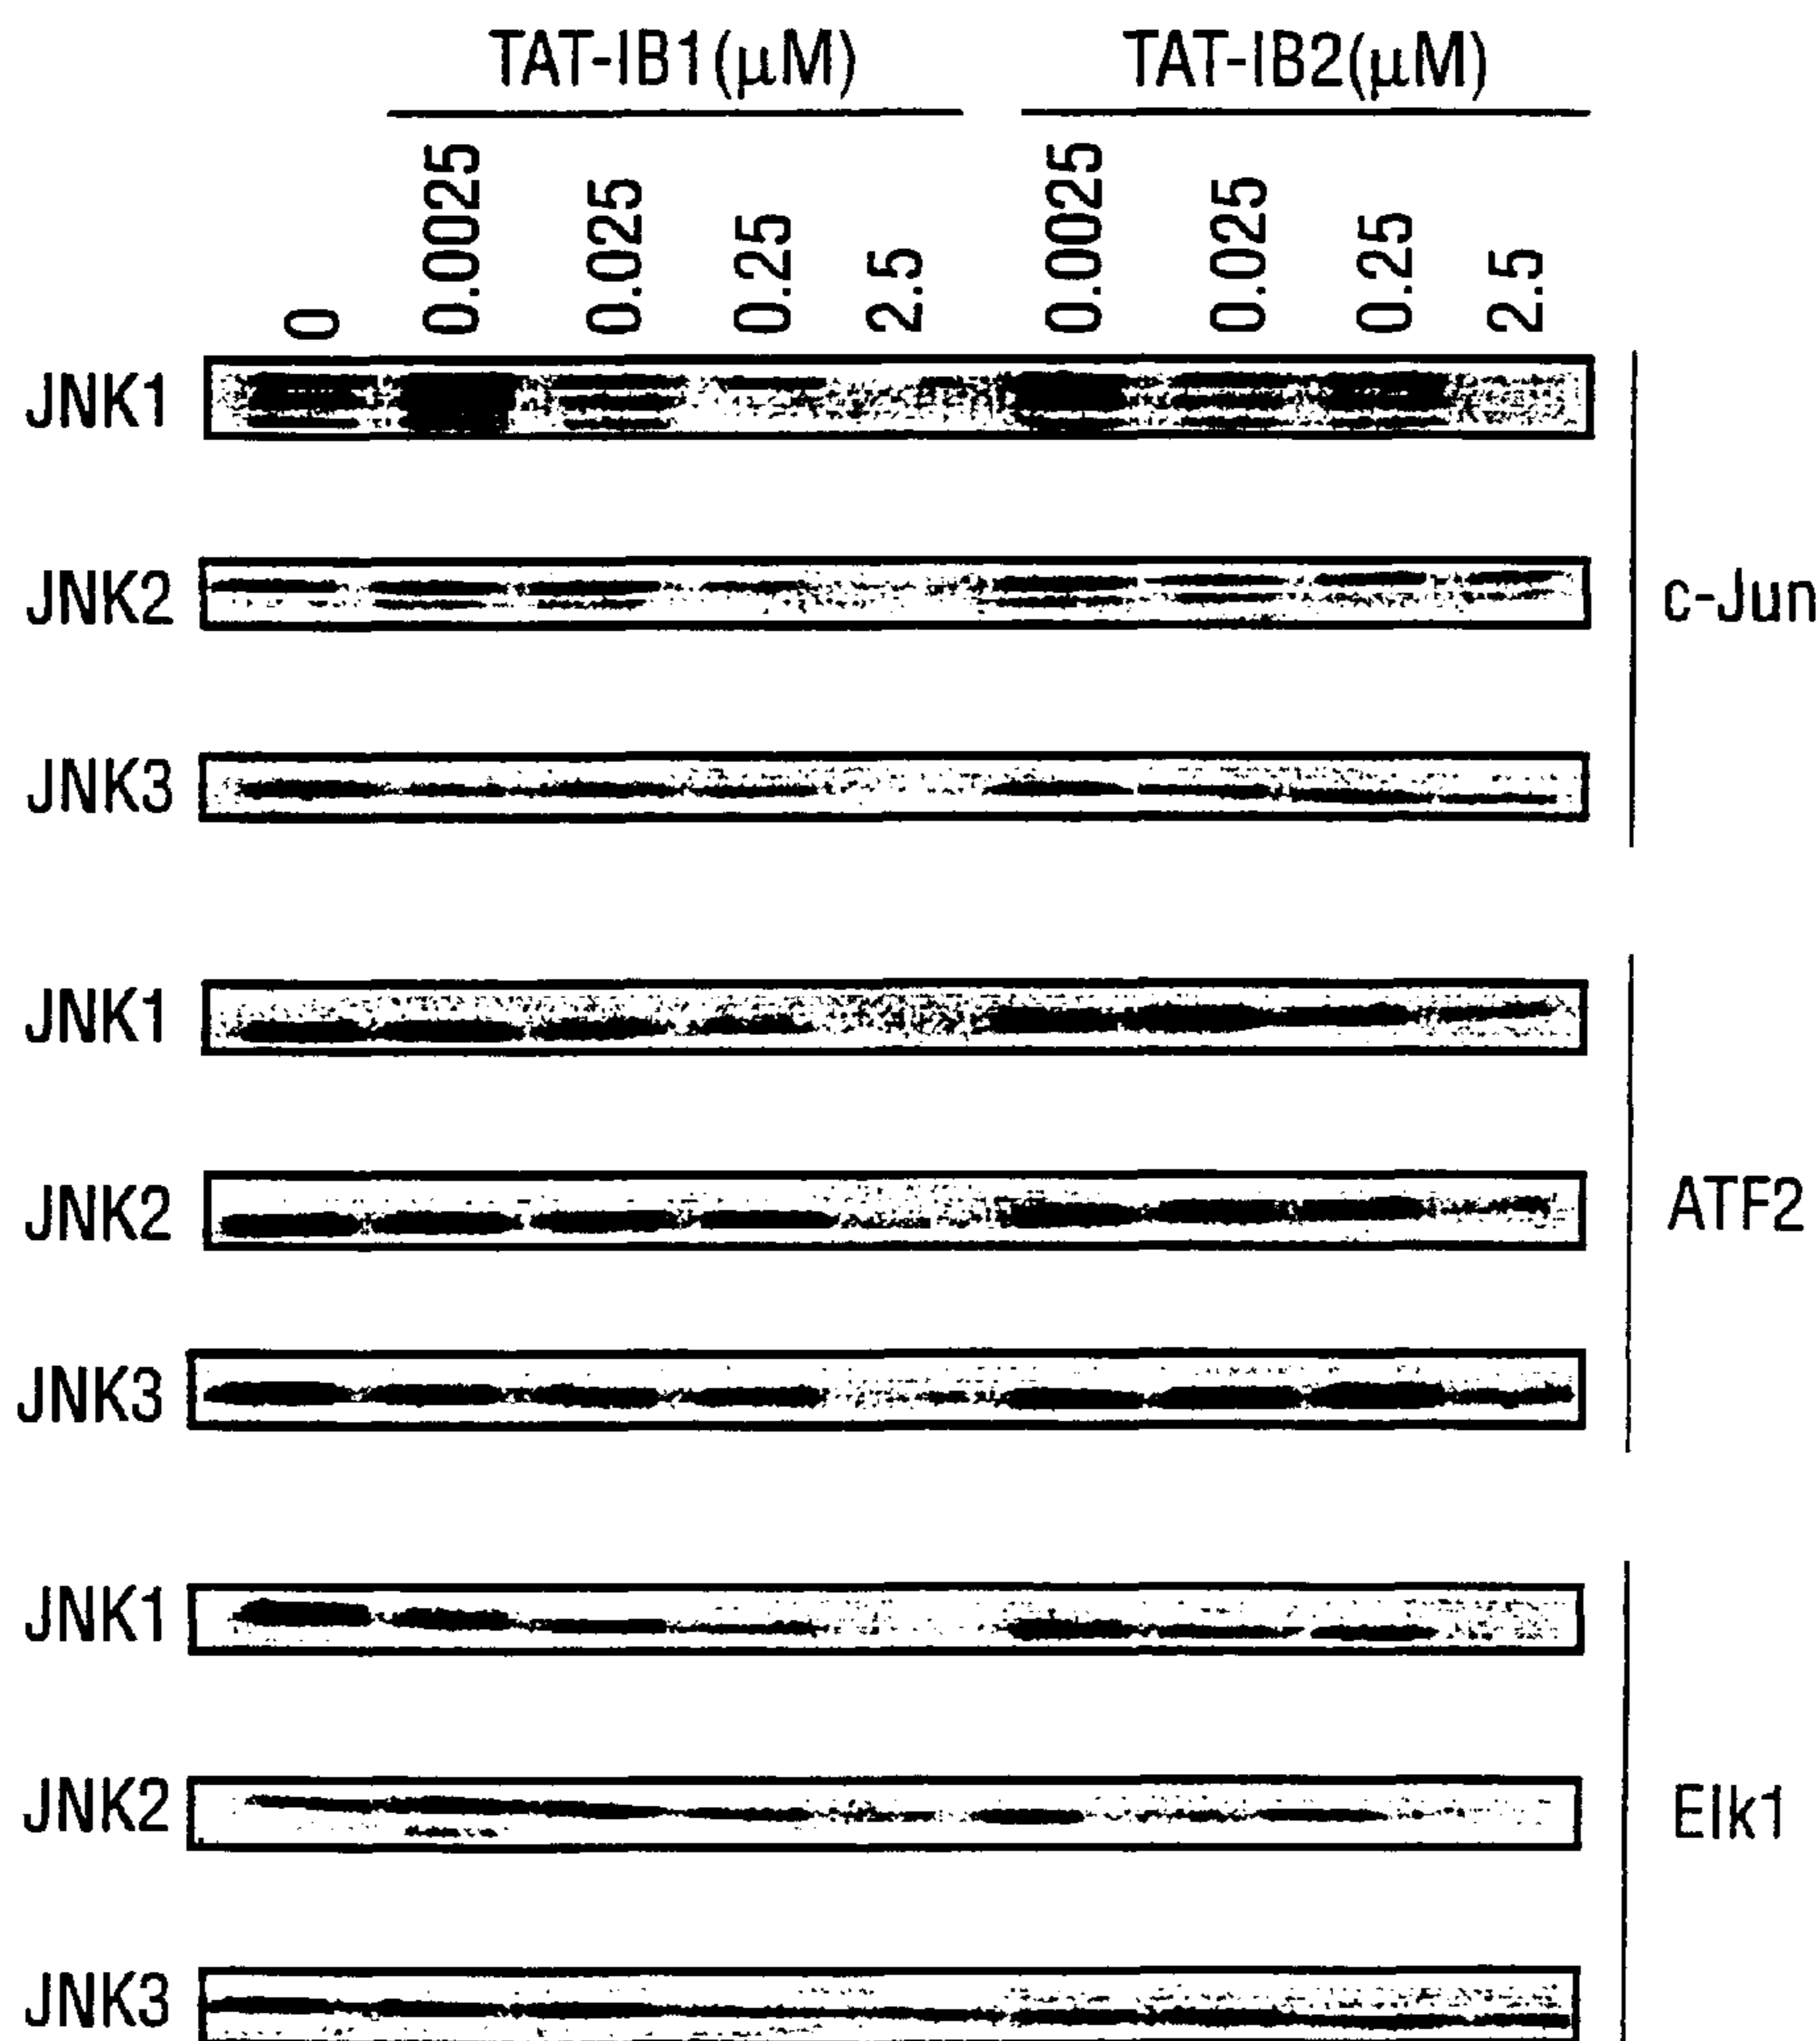 TAT-IB1(μM) TAT-IB2(μM)
0 0.0025 0.025 0.25 2.5 0.0025 0.025 0.25 2.5
JNK1
JNK2 c-Jun
JNK3
JNK1
JNK2 ATF2
JNK3
JNK1
JNK2 Elk1
JNK3